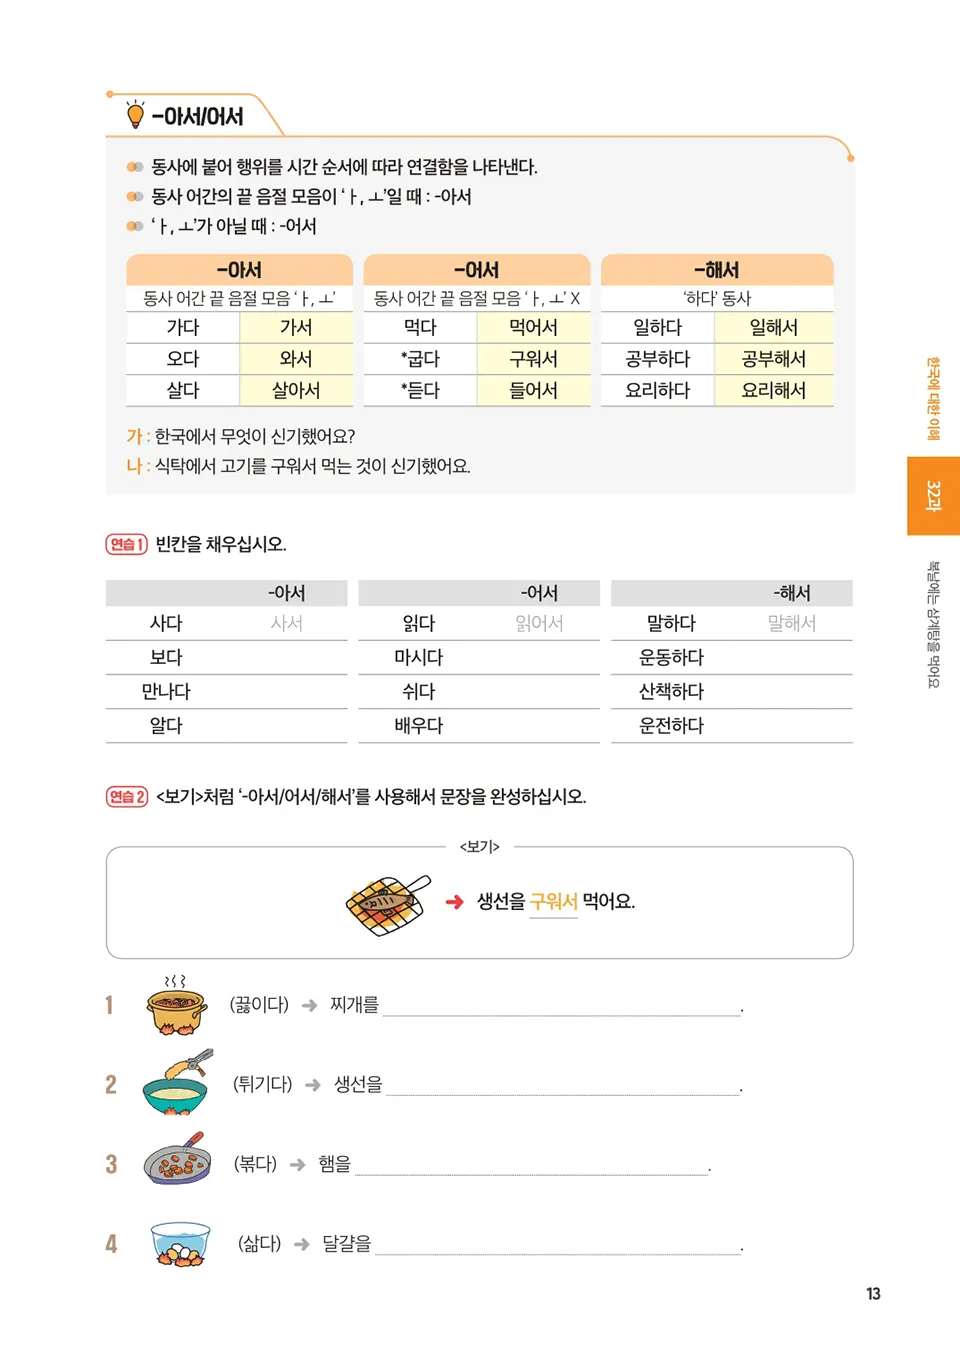 -아서/어서
동사에 붙어 행위를 시간 순서에 따라 연결함을 나타낸다.
동사 어간의 끝 음절 모음이 ‘ㅏ, ㅗ’일 때 : -아서
‘ㅏ, ㅗ’가 아닐 때 : -어서
-아서 -어서 -해서
동사 어간 끝 음절 모음 ‘ㅏ, ㅗ’ 동사 어간 끝 음절 모음 ‘ㅏ, ㅗ’ X ‘하다’ 동사
가다 가서 먹다 먹어서 일하다 일해서
오다 와서 *굽다 구워서 공부하다 공부해서
살다 살아서 *듣다 들어서 요리하다 요리해서
가 : 한국에서 무엇이 신기했어요?
나 : 식탁에서 고기를 구워서 먹는 것이 신기했어요.
연습 1 빈칸을 채우십시오.
-아서 -어서 -해서
사다 사서 읽다 읽어서 말하다 말해서
보다 마시다 운동하다
만나다 쉬다 산책하다
알다 배우다 운전하다
연습 2 <보기>처럼 ‘-아서/어서/해서’를 사용해서 문장을 완성하십시오.
<보기>
➔ 생선을 구워서 먹어요.
1 (끓이다) ➔ 찌개를 .
2 (튀기다) ➔ 생선을 .
3 (볶다) ➔ 햄을 .
4 (삶다) ➔ 달걀을 .
한국에 대한 이해
32과
복날에는 삼계탕을 먹어요
13